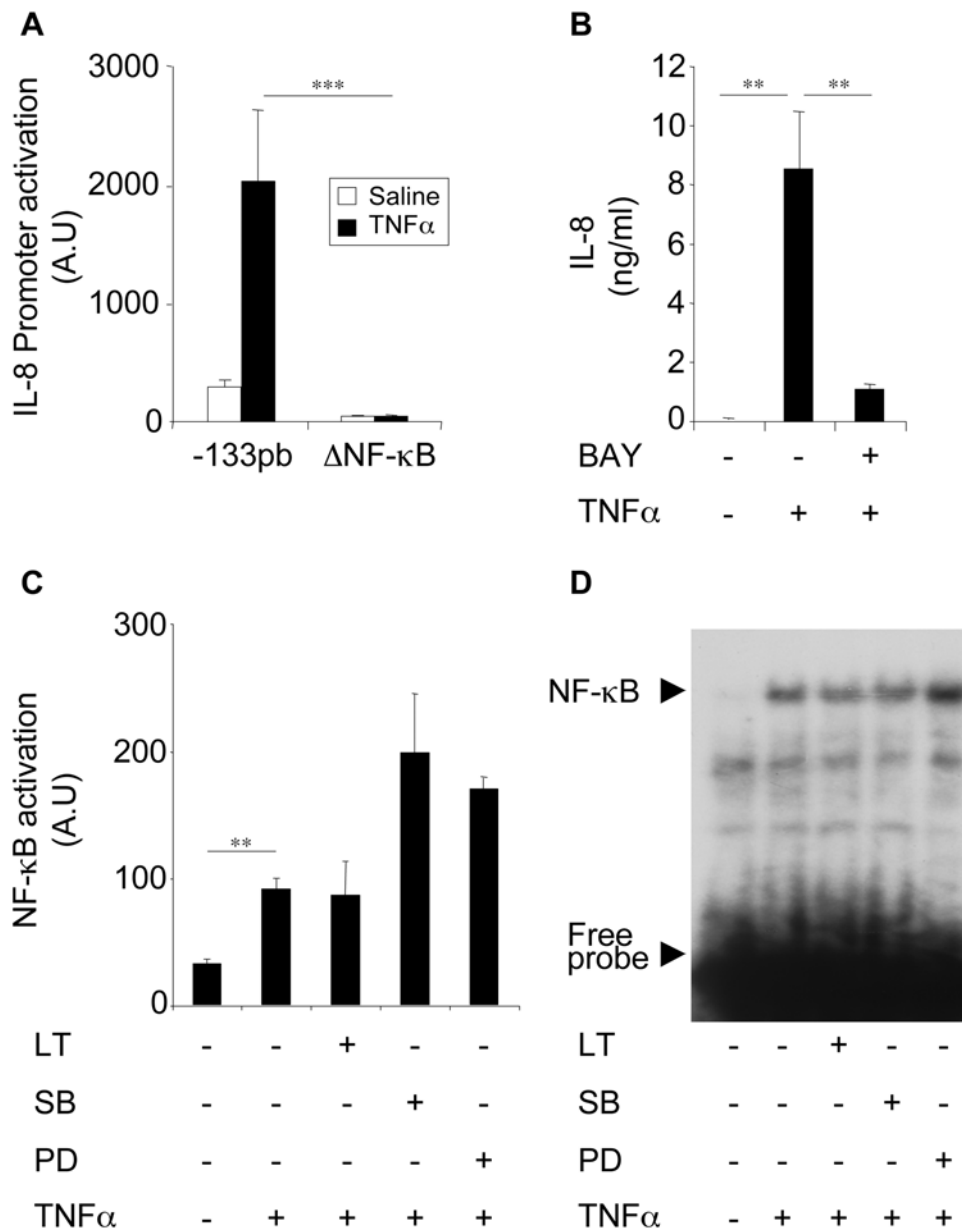 A
IL-8 Promoter activation
(A.U)
3000
2000
1000
0
***
Saline
TNFα
-133pb ΔNF-κB
B
IL-8
(ng/ml)
12
10
8
6
4
2
0
** **
BAY - - +
TNFα - + +
C
NF-κB activation
(A.U)
300
200
100
0
**
LT - - + - -
SB - - - + -
PD - - - - +
TNFα - + + + +
D
NF-κB
Free
probe
LT - - + - -
SB - - - + -
PD - - - - +
TNFα - + + + +